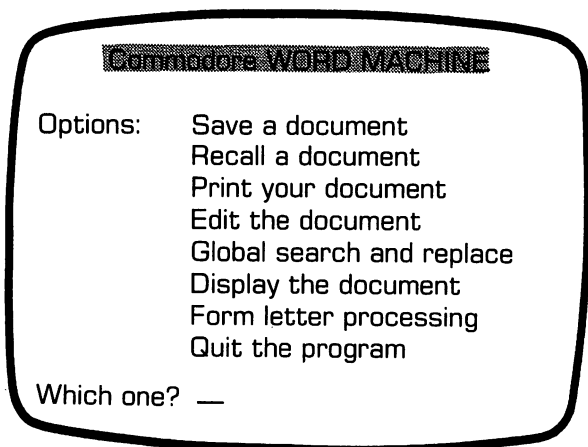 Commodore WORD MACHINE
Options: Save a document
Recall a document
Print your document
Edit the document
Global search and replace
Display the document
Form letter processing
Quit the program
Which one? __